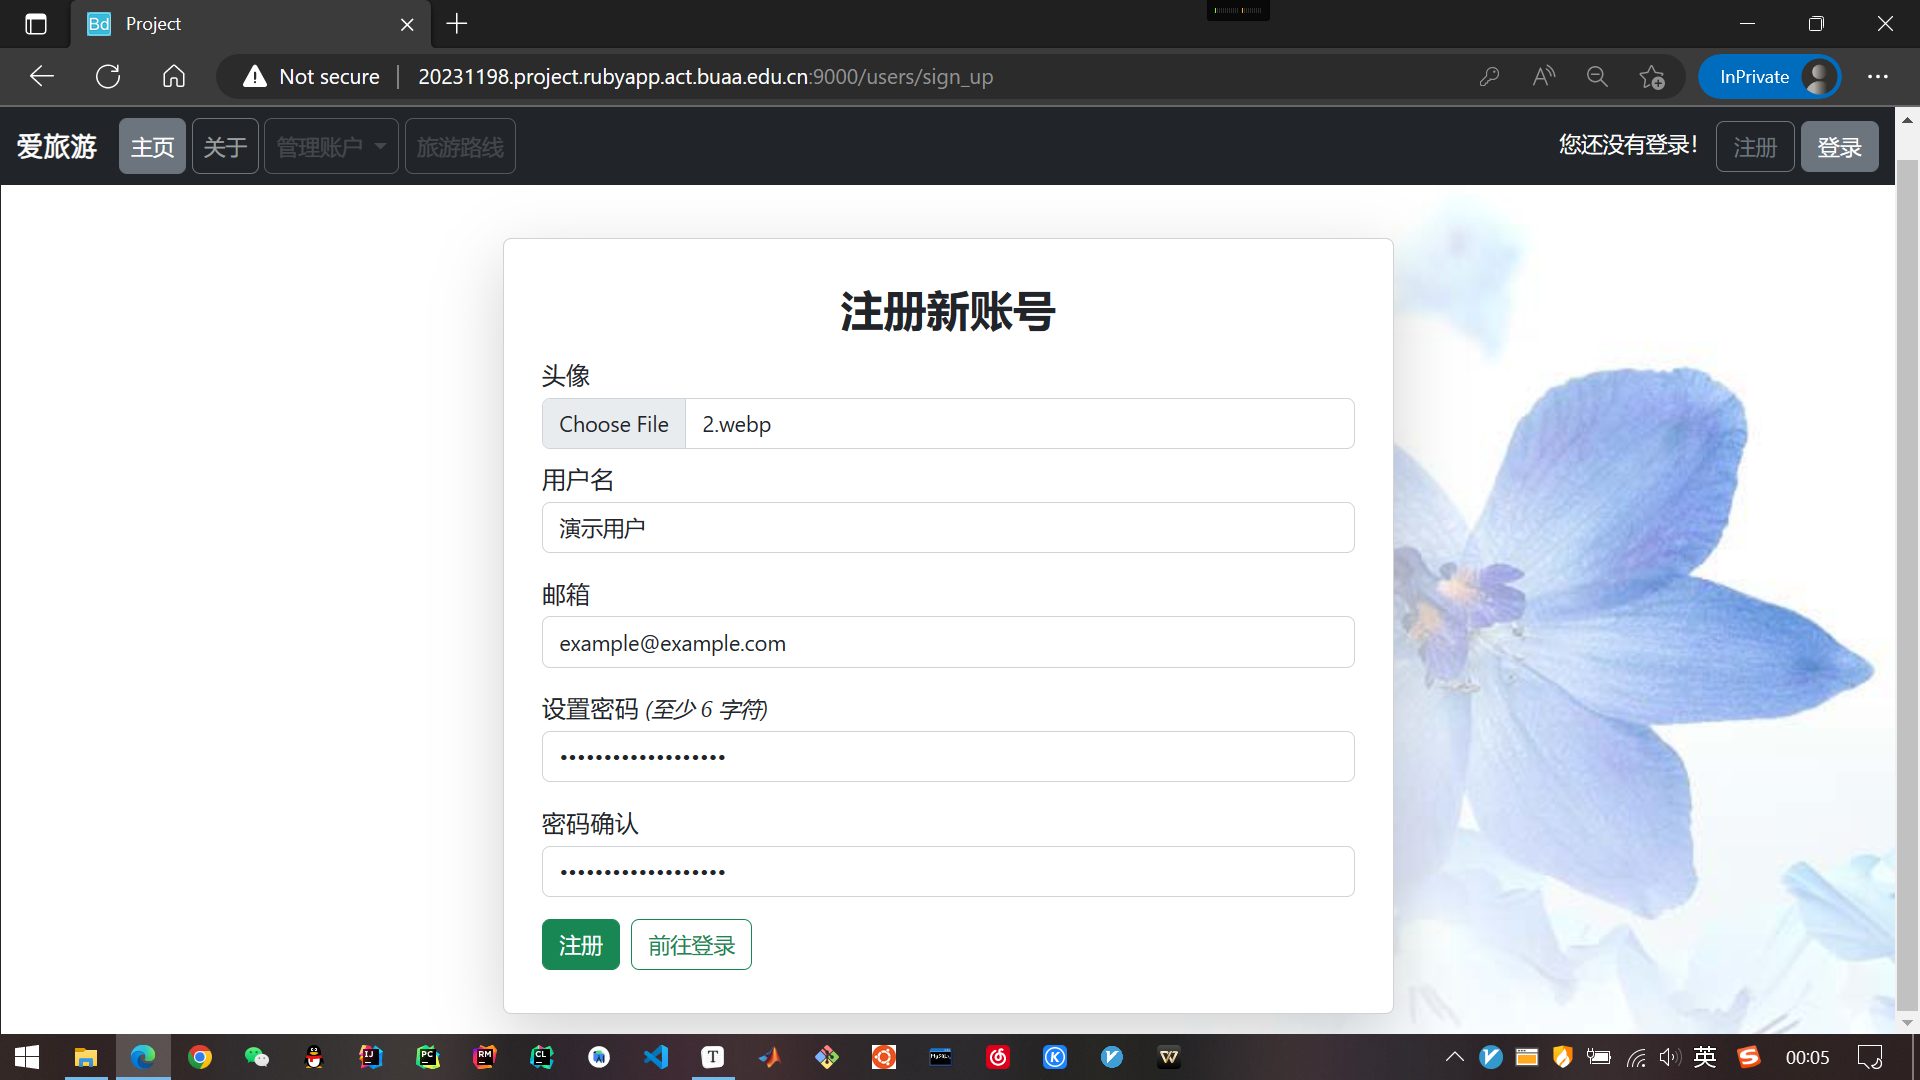 Project
Not secure
20231198.project.rubyapp.act.buaa.edu.cn:9000/users/sign_up
InPrivate
爱旅游 主页 关于 管理账户 旅游路线 您还没有登录! 注册 登录
注册新账号
头像
Choose File 2.webp
用户名
演示用户
邮箱
example@example.com
设置密码 (至少 6 字符)
•••••••••••••••••••
密码确认
•••••••••••••••••••
注册 前往登录
英 00:05